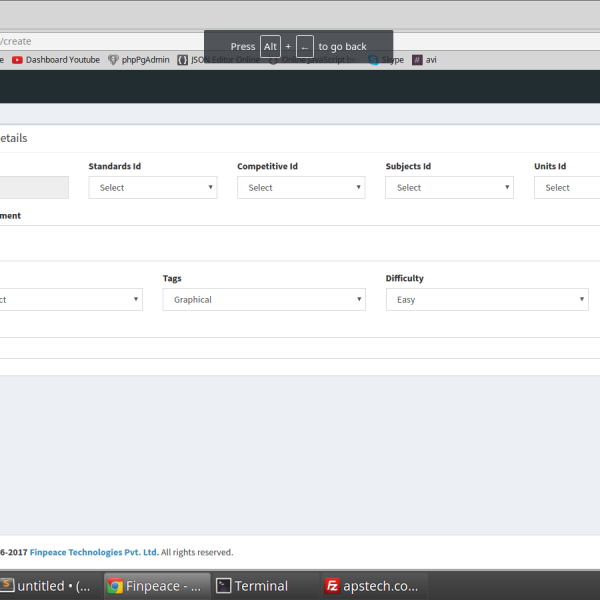 /create
Press Alt + ← to go back
e Dashboard Youtube phpPgAdmin JSON Editor Online Online JavaScript b Skype avi
etails
Standards Id Competitive Id Subjects Id Units Id
Select Select Select Select
ment
Tags Difficulty
ct Graphical Easy
6-2017 Finpeace Technologies Pvt. Ltd. All rights reserved.
untitled • (... Finpeace - ... Terminal apstech.co...